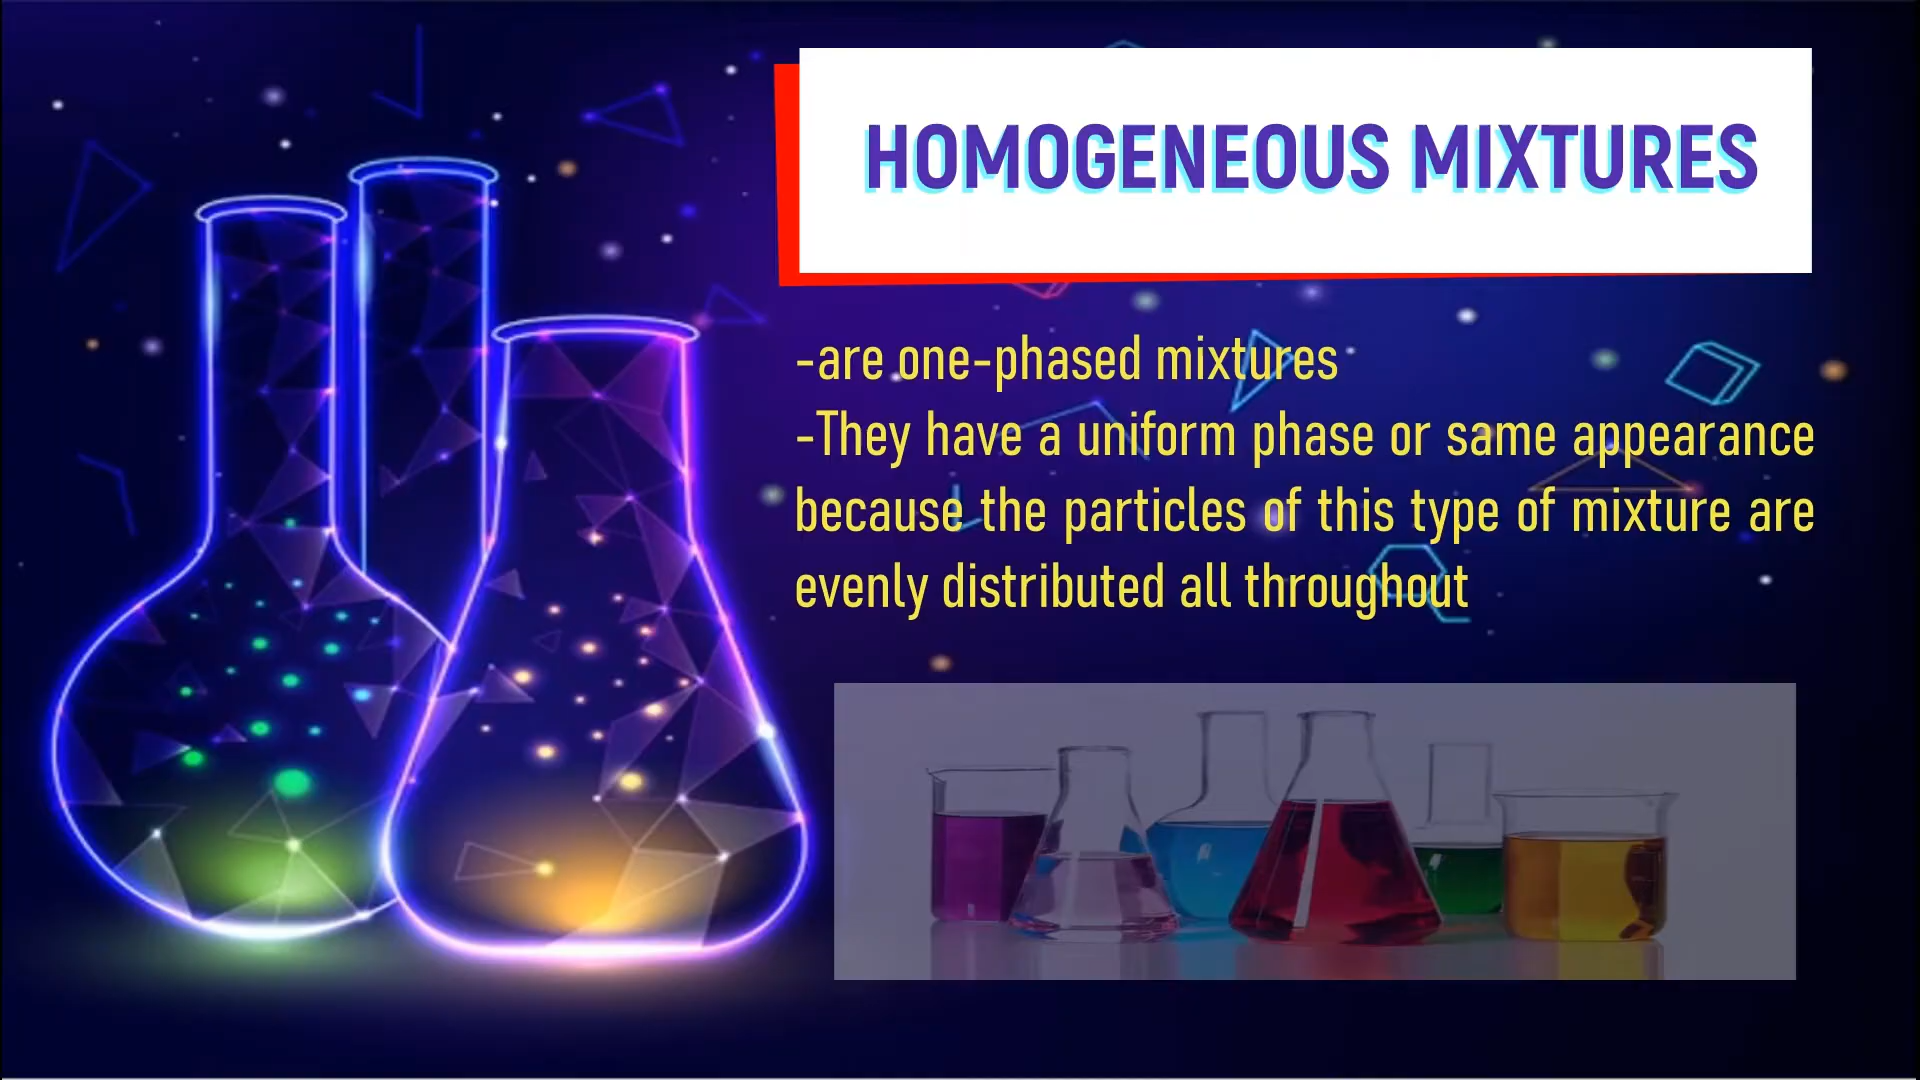 HOMOGENEOUS MIXTURES
-are one-phased mixtures
-They have a uniform phase or same appearance
because the particles of this type of mixture are
evenly distributed all throughout